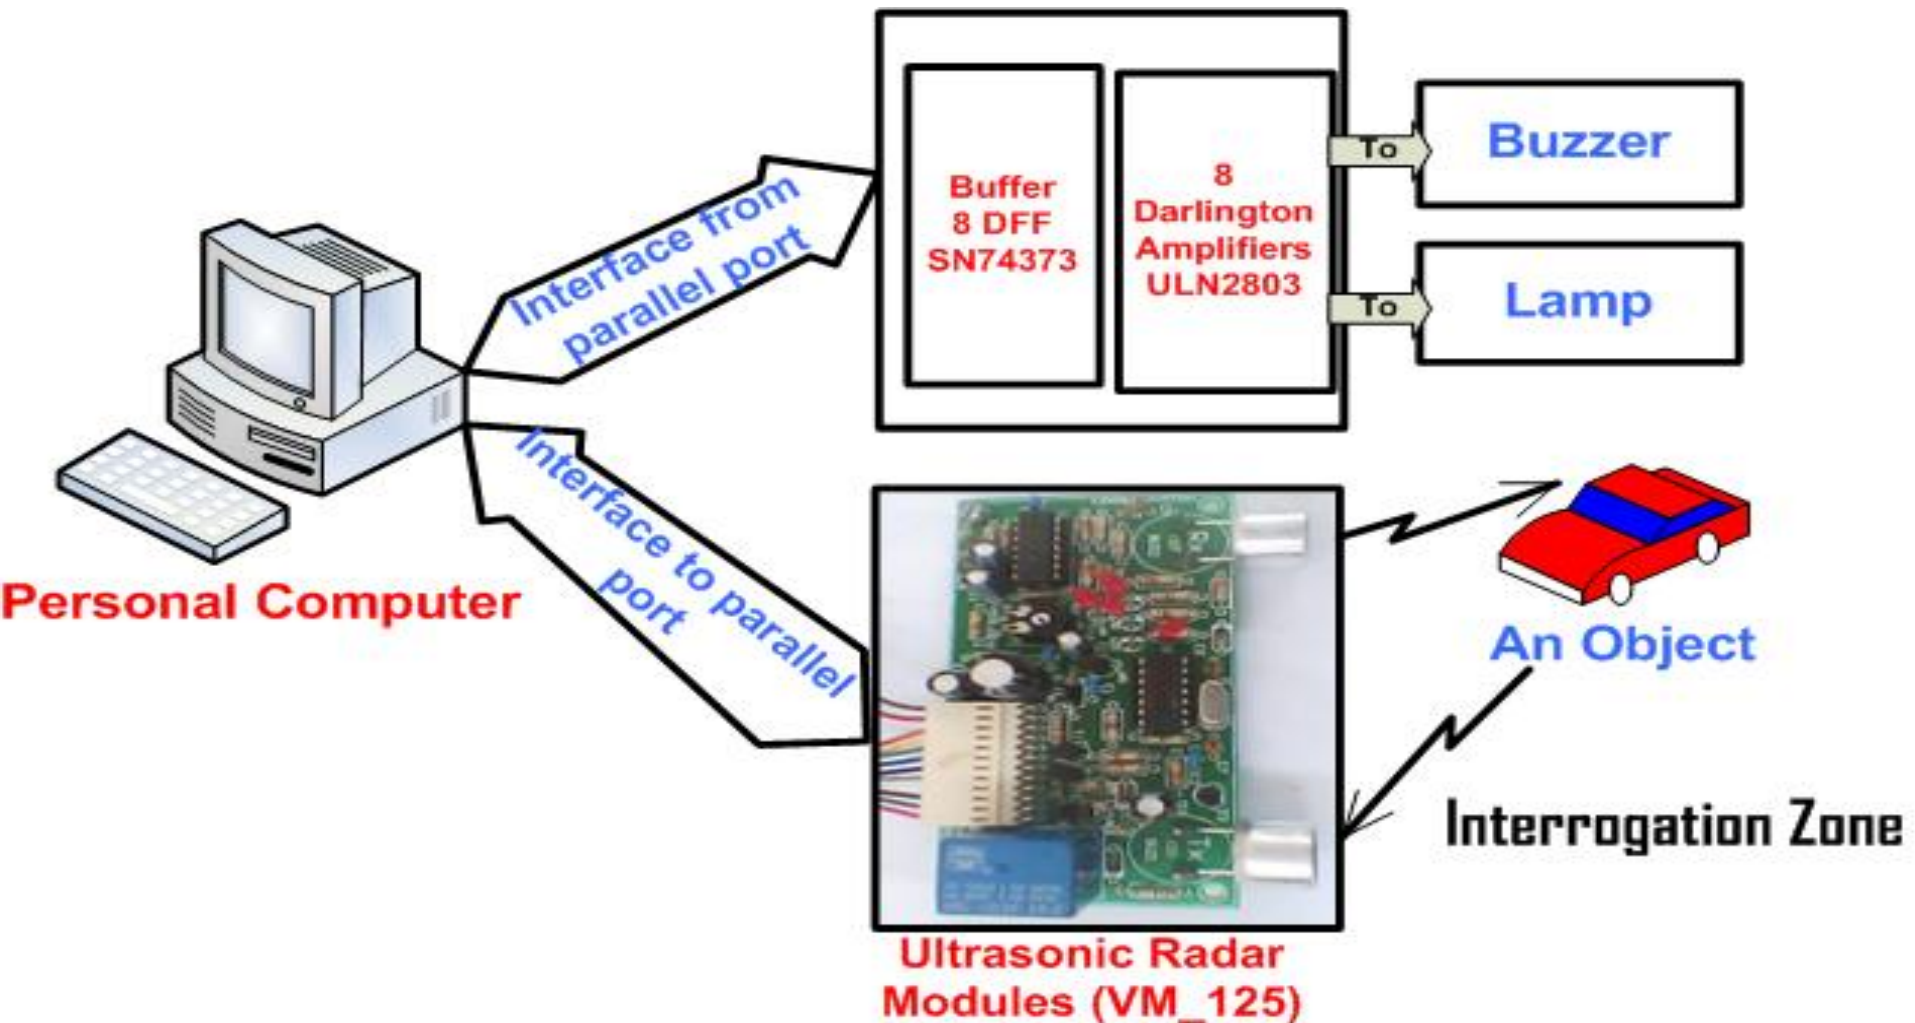 Interface from
parallel port
Buffer
8 DFF
SN74373
8
Darlington
Amplifiers
ULN2803
To
Buzzer
To
Lamp
Personal Computer
Interface to parallel
port
Tx
An Object
Interrogation Zone
Ultrasonic Radar
Modules (VM_125)